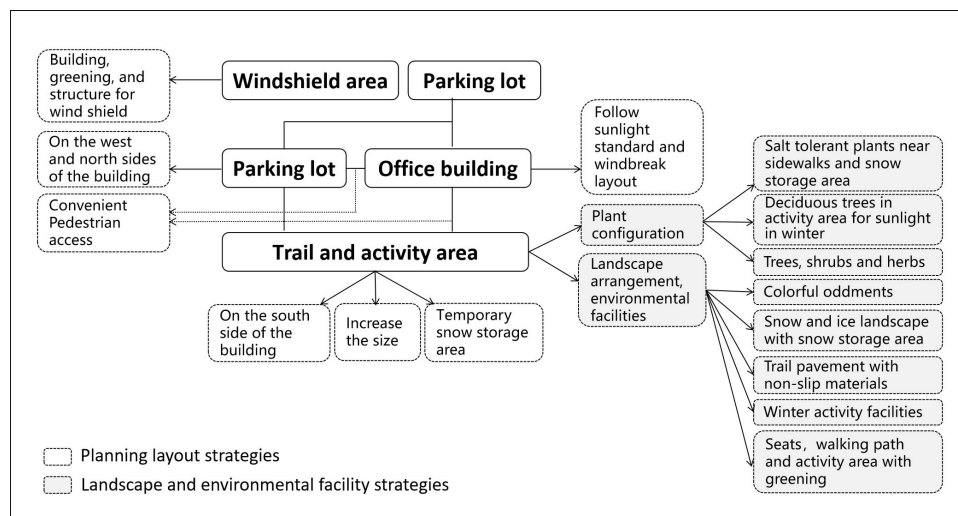 Building,
greening, and
structure for
wind shield
Windshield area
Parking lot
On the west
and north sides
of the building
Parking lot
Office building
Follow
sunlight
standard and
windbreak
layout
Convenient
Pedestrian
access
Trail and activity area
On the south
side of the
building
Increase
the size
Temporary
snow storage
area
Plant
configuration
Landscape
arrangement,
environmental
facilities
Salt tolerant plants near
sidewalks and snow
storage area
Deciduous trees in
activity area for sunlight
in winter
Trees, shrubs and herbs
Colorful oddments
Snow and ice landscape
with snow storage area
Trail pavement with
non-slip materials
Winter activity facilities
Seats, walking path
and activity area with
greening
Planning layout strategies
Landscape and environmental facility strategies